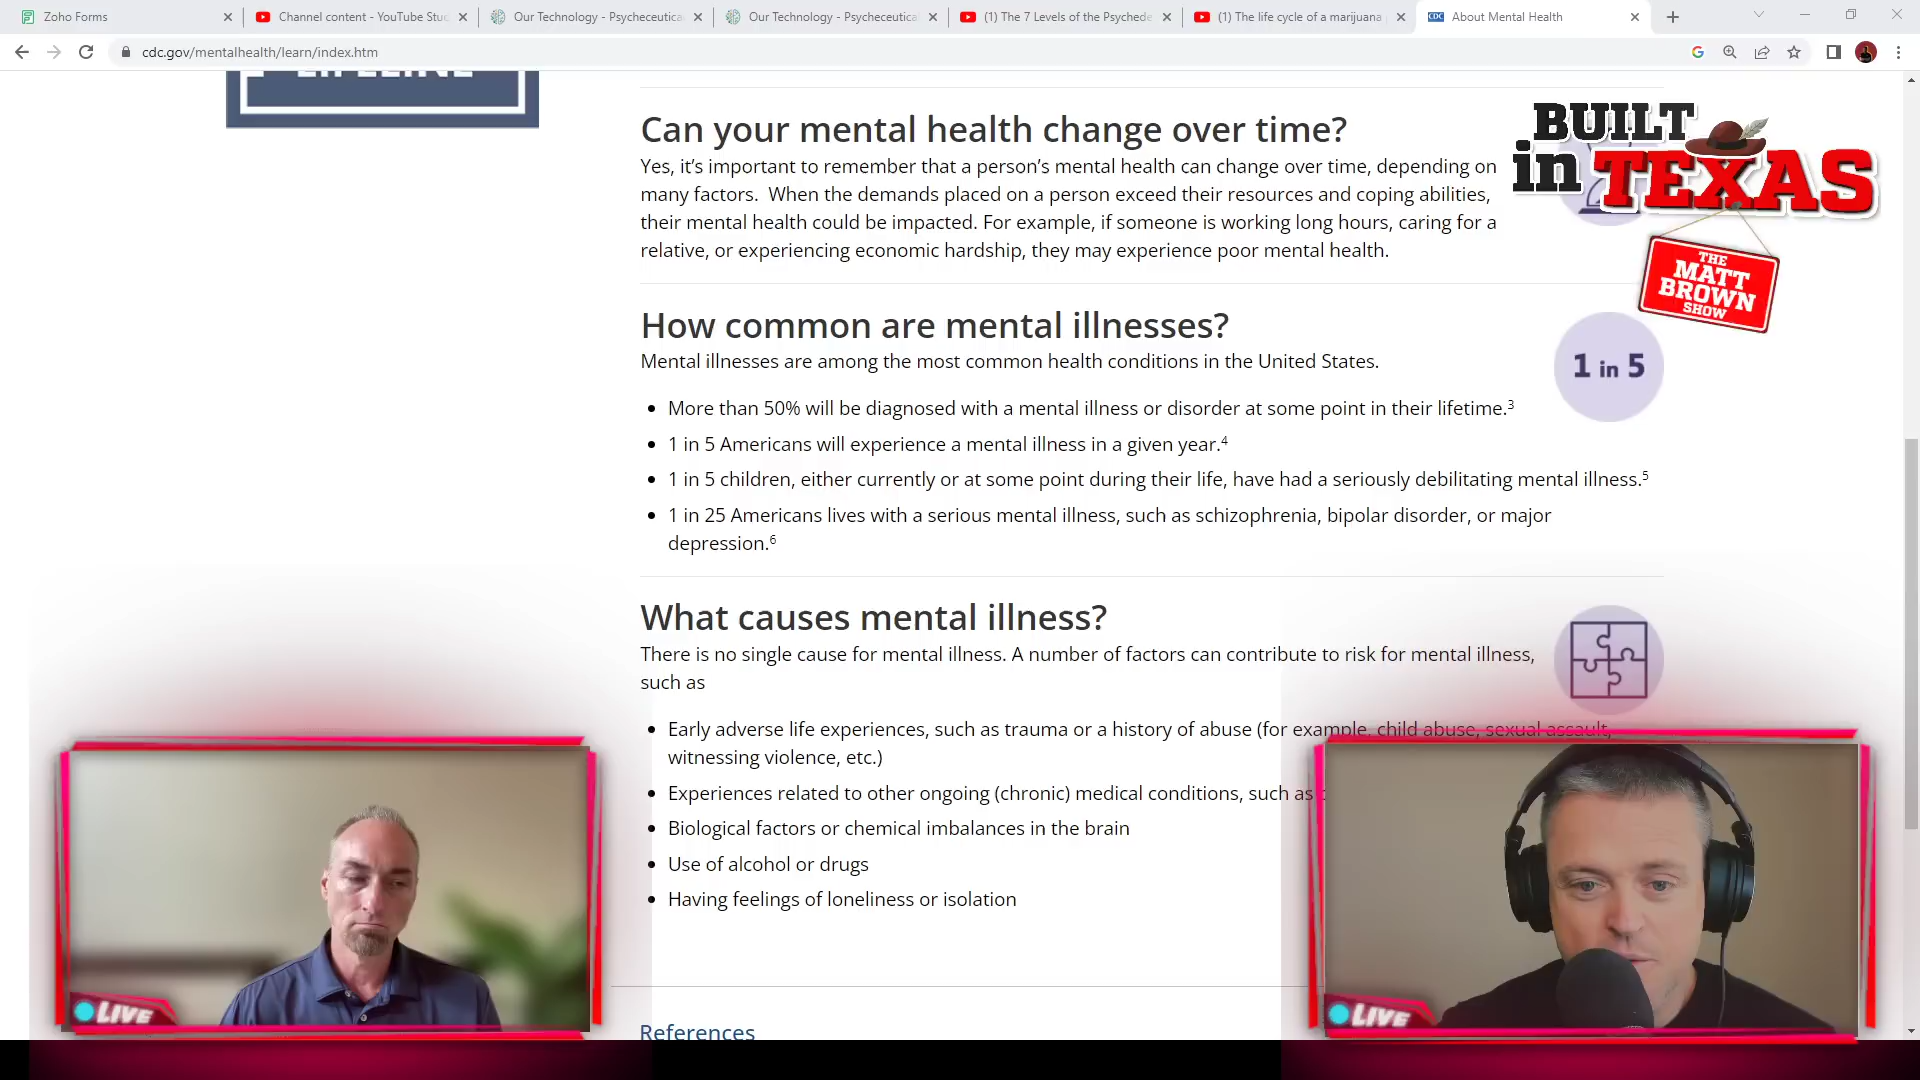 Zoho Forms
Channel content - YouTube Stud
Our Technology - Psycheceutica
Our Technology - Psycheceutica
(1) The 7 Levels of the Psychede
(1) The life cycle of a marijuana
CDC
About Mental Health
cdc.gov/mentalhealth/learn/index.htm
Can your mental health change over time?
Yes, it's important to remember that a person's mental health can change over time, depending on
many factors.  When the demands placed on a person exceed their resources and coping abilities,
their mental health could be impacted. For example, if someone is working long hours, caring for a
relative, or experiencing economic hardship, they may experience poor mental health.
BUILT
in TEXAS
THE
MATT
BROWN
SHOW
How common are mental illnesses?
Mental illnesses are among the most common health conditions in the United States.
1 in 5
• More than 50% will be diagnosed with a mental illness or disorder at some point in their lifetime.³
• 1 in 5 Americans will experience a mental illness in a given year.⁴
• 1 in 5 children, either currently or at some point during their life, have had a seriously debilitating mental illness.⁵
• 1 in 25 Americans lives with a serious mental illness, such as schizophrenia, bipolar disorder, or major
depression.⁶
What causes mental illness?
There is no single cause for mental illness. A number of factors can contribute to risk for mental illness,
such as
• Early adverse life experiences, such as trauma or a history of abuse (for example, child abuse, sexual assault,
witnessing violence, etc.)
• Experiences related to other ongoing (chronic) medical conditions, such as
• Biological factors or chemical imbalances in the brain
• Use of alcohol or drugs
• Having feelings of loneliness or isolation
LIVE
LIVE
References